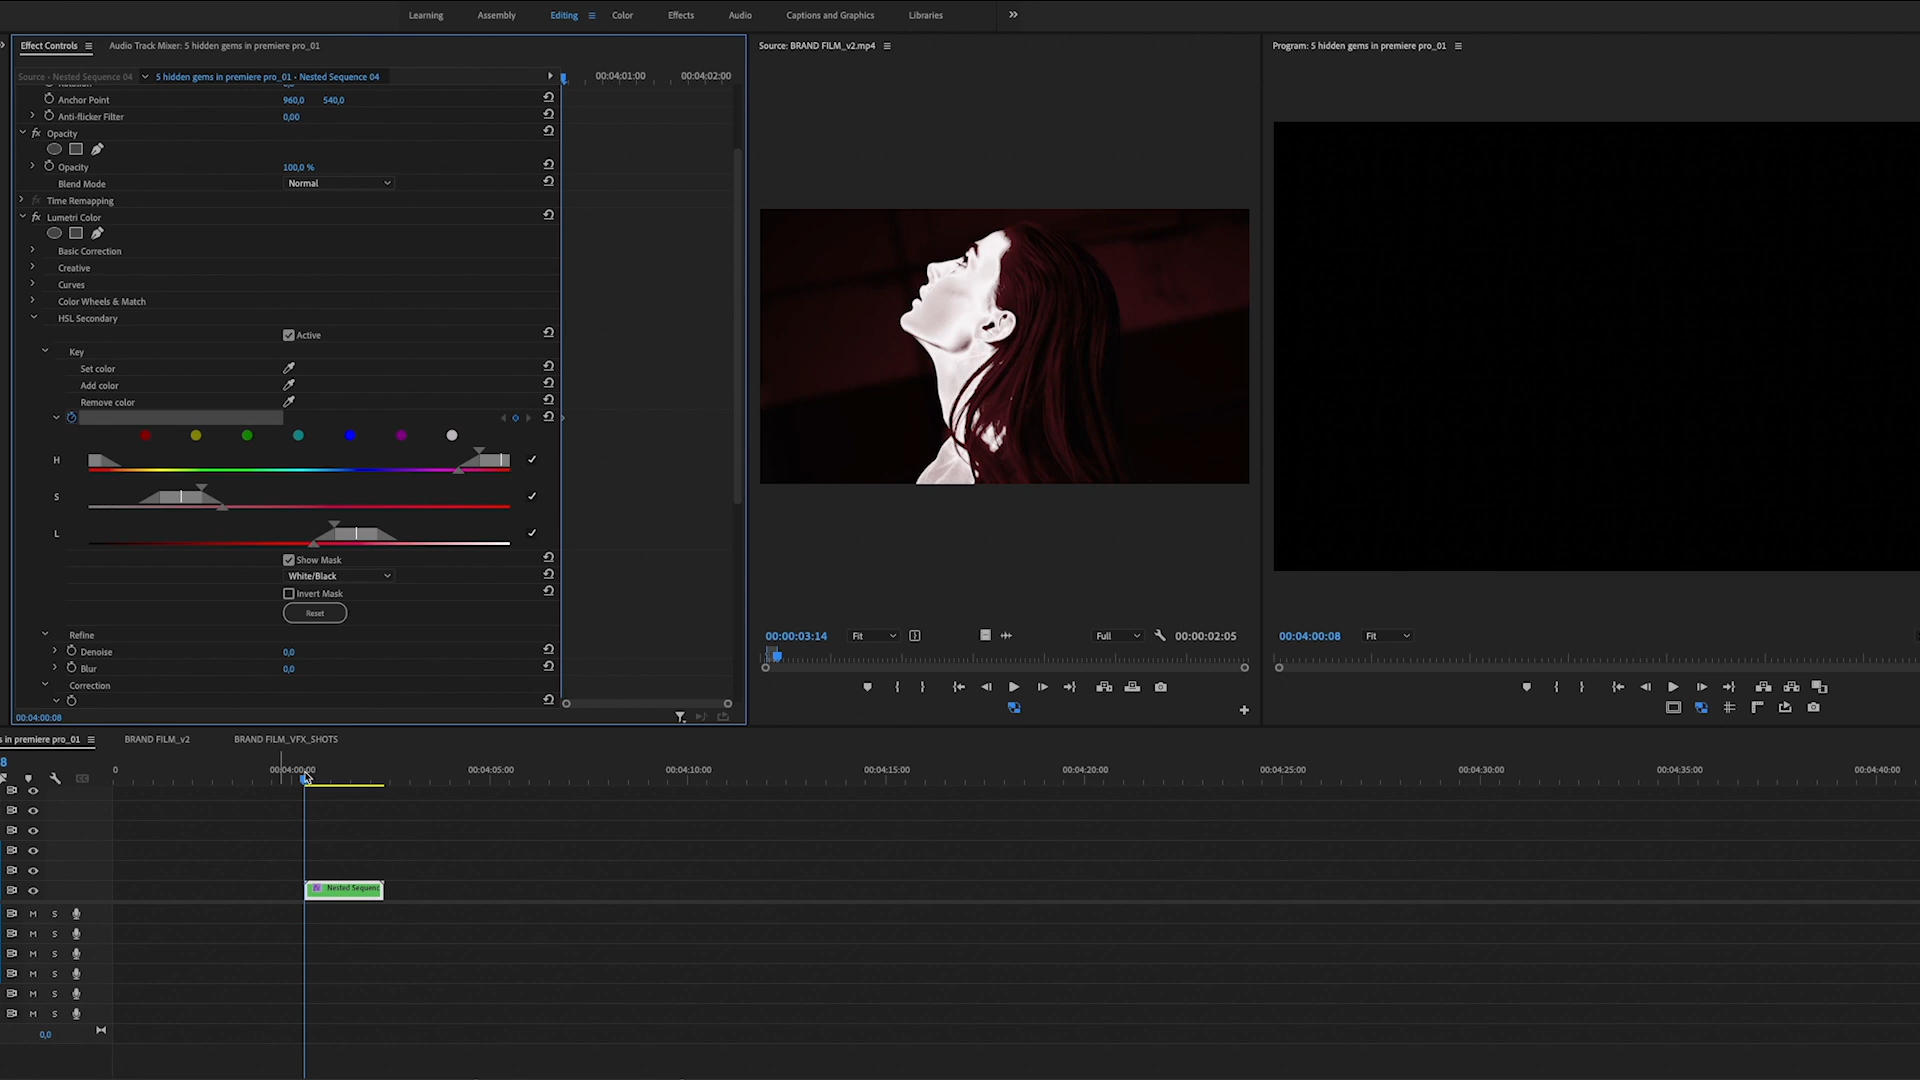 Learning Assembly Editing Color Effects Audio Captions and Graphics Libraries
Effect Controls Audio Track Mixer: 5 hidden gems in premiere pro_01
Source: BRAND FILM_v2.mp4
Program: 5 hidden gems in premiere pro_01
Source • Nested Sequence 04 5 hidden gems in premiere pro_01 • Nested Sequence 04
00:04:01:00 00:04:02:00
Anchor Point 960,0 540,0
Anti-flicker Filter 0,00
fx Opacity
Opacity 100,0 %
Blend Mode Normal
fx Time Remapping
fx Lumetri Color
Basic Correction
Creative
Curves
Color Wheels & Match
HSL Secondary
Active
Key
Set color
Add color
Remove color
H
S
L
Show Mask
White/Black
Invert Mask
Reset
Refine
Denoise 0,0
Blur 0,0
Correction
00:04:00:08
00:00:03:14 Fit Full 00:00:02:05
00:04:00:08 Fit
s in premiere pro_01 BRAND FILM_v2 BRAND FILM_VFX_SHOTS
8
0 00:04:00:00 00:04:05:00 00:04:10:00 00:04:15:00 00:04:20:00 00:04:25:00 00:04:30:00 00:04:35:00 00:04:40:00
CC
fx Nested Sequenc
M S
M S
M S
M S
M S
M S
0,0